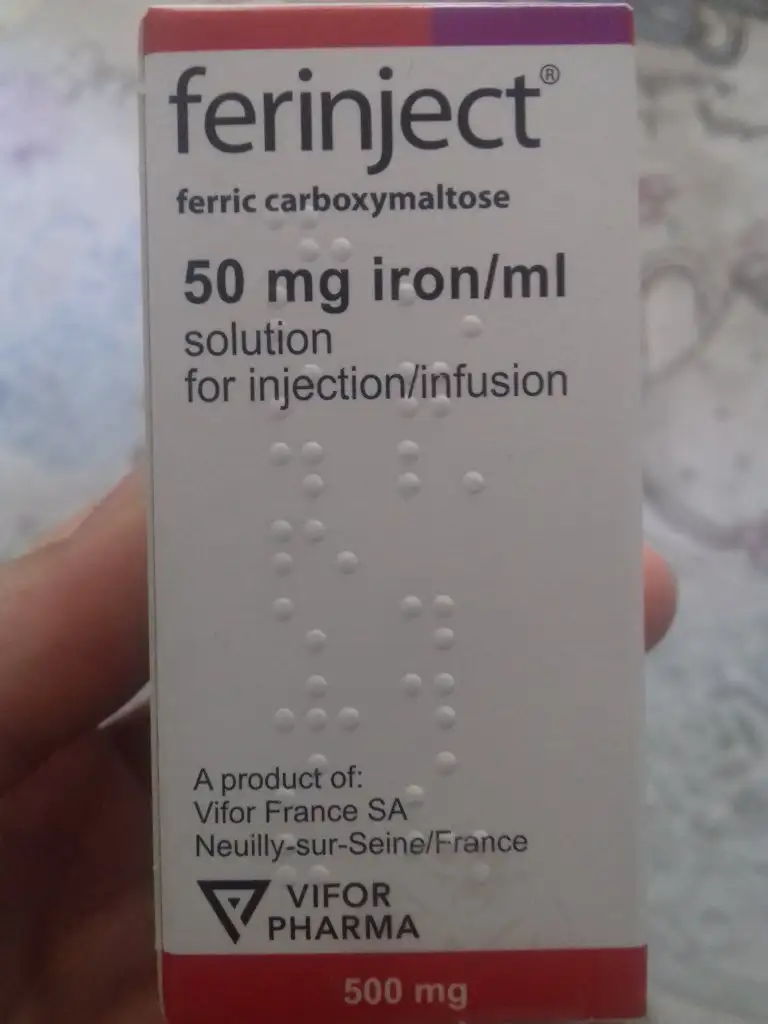 ferinject®
ferric carboxymaltose
50 mg iron/ml
solution
for injection/infusion
A product of:
Vifor France SA
Neuilly-sur-Seine/France
VIFOR
PHARMA
500 mg